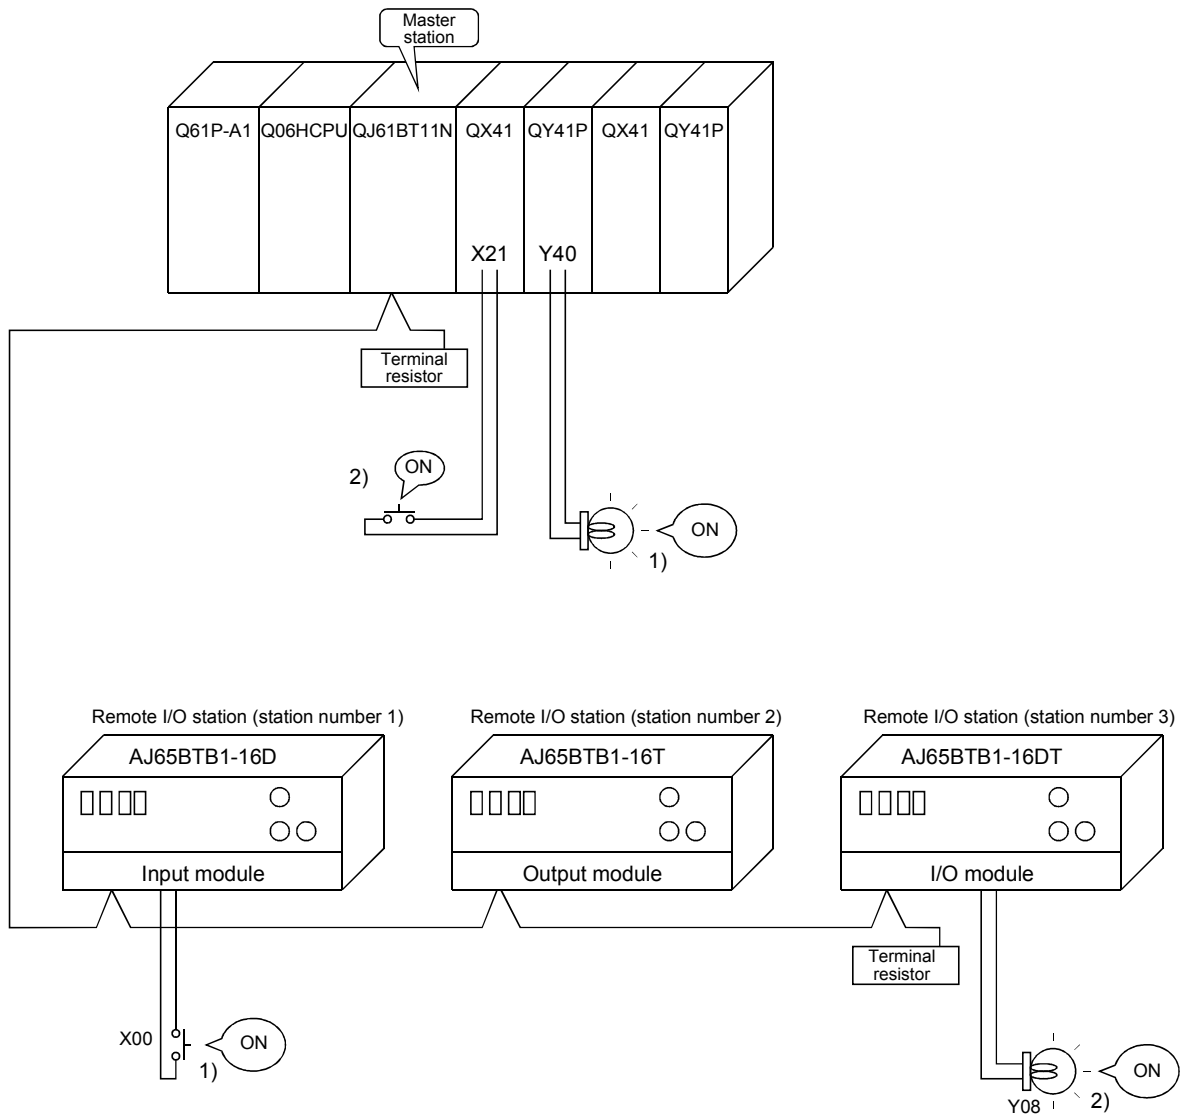 Master
station
Q61P-A1 Q06HCPU QJ61BT11N QX41 QY41P QX41 QY41P
X21 Y40
Terminal
resistor
2) ON
ON
1)
Remote I/O station (station number 1) Remote I/O station (station number 2) Remote I/O station (station number 3)
AJ65BTB1-16D AJ65BTB1-16T AJ65BTB1-16DT
Input module Output module I/O module
Terminal
resistor
X00 ON
1)
ON
Y08 2)